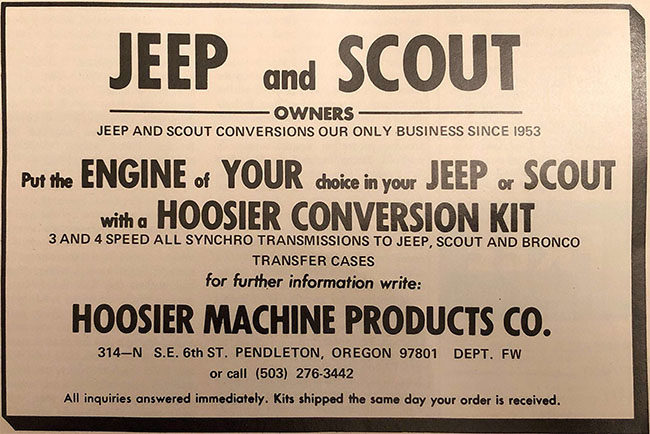 JEEP and SCOUT
OWNERS
JEEP AND SCOUT CONVERSIONS OUR ONLY BUSINESS SINCE 1953
Put the ENGINE of YOUR choice in your JEEP or SCOUT
with a HOOSIER CONVERSION KIT
3 AND 4 SPEED ALL SYNCHRO TRANSMISSIONS TO JEEP, SCOUT AND BRONCO
TRANSFER CASES
for further information write:
HOOSIER MACHINE PRODUCTS CO.
314—N S.E. 6th ST. PENDLETON, OREGON 97801 DEPT. FW
or call (503) 276-3442
All inquiries answered immediately. Kits shipped the same day your order is received.